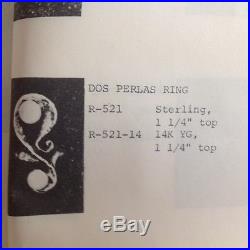 DOS PERLAS RING
R-521 Sterling,
1 1/4" top
R-521-14 14K YG,
1 1/4" top